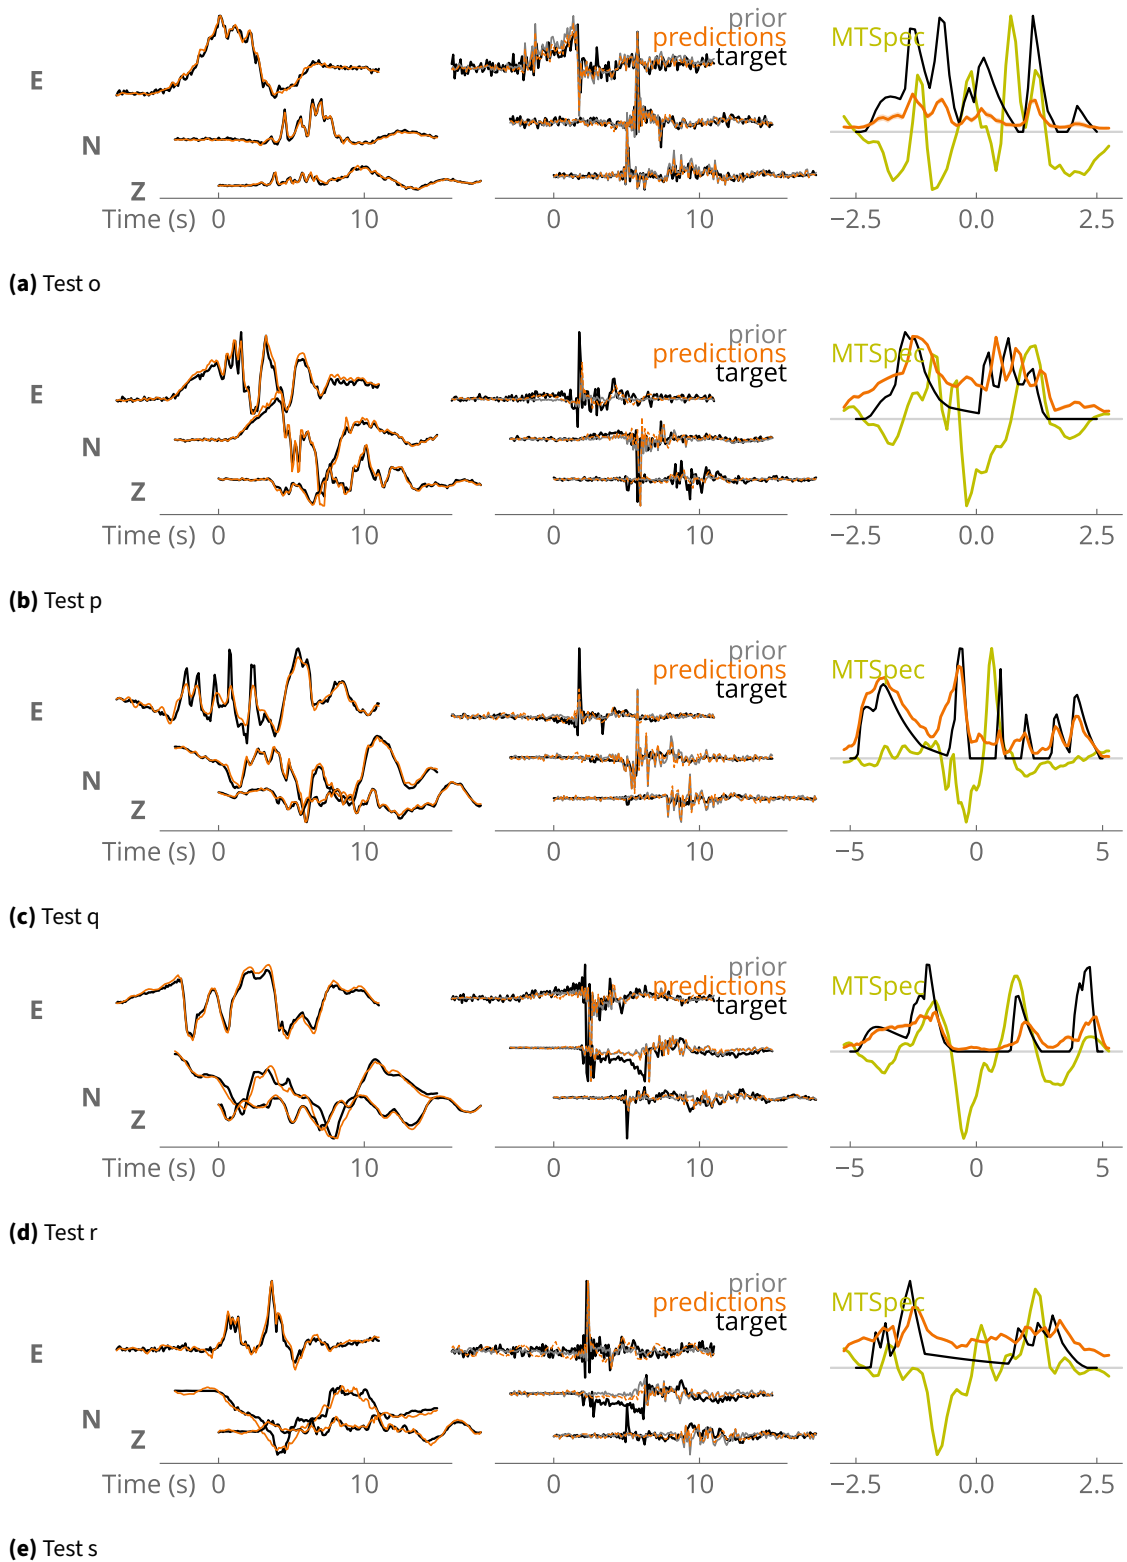 prior
predictions
target
MTSpec
E
N
Z
Time (s) 0 10
0 10
−2.5 0.0 2.5
(a) Test o
prior
predictions
target
MTSpec
E
N
Z
Time (s) 0 10
0 10
−2.5 0.0 2.5
(b) Test p
prior
predictions
target
MTSpec
E
N
Z
Time (s) 0 10
0 10
−5 0 5
(c) Test q
prior
predictions
target
MTSpec
E
N
Z
Time (s) 0 10
0 10
−5 0 5
(d) Test r
prior
predictions
target
MTSpec
E
N
Z
Time (s) 0 10
0 10
−2.5 0.0 2.5
(e) Test s